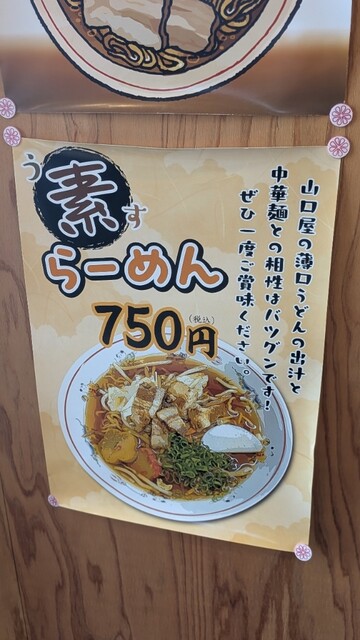 う
素
す
らーめん
750円
(税込)
山口屋の薄口うどんの出汁と
中華麺との相性はバツグンです!
ぜひ一度ご賞味ください。